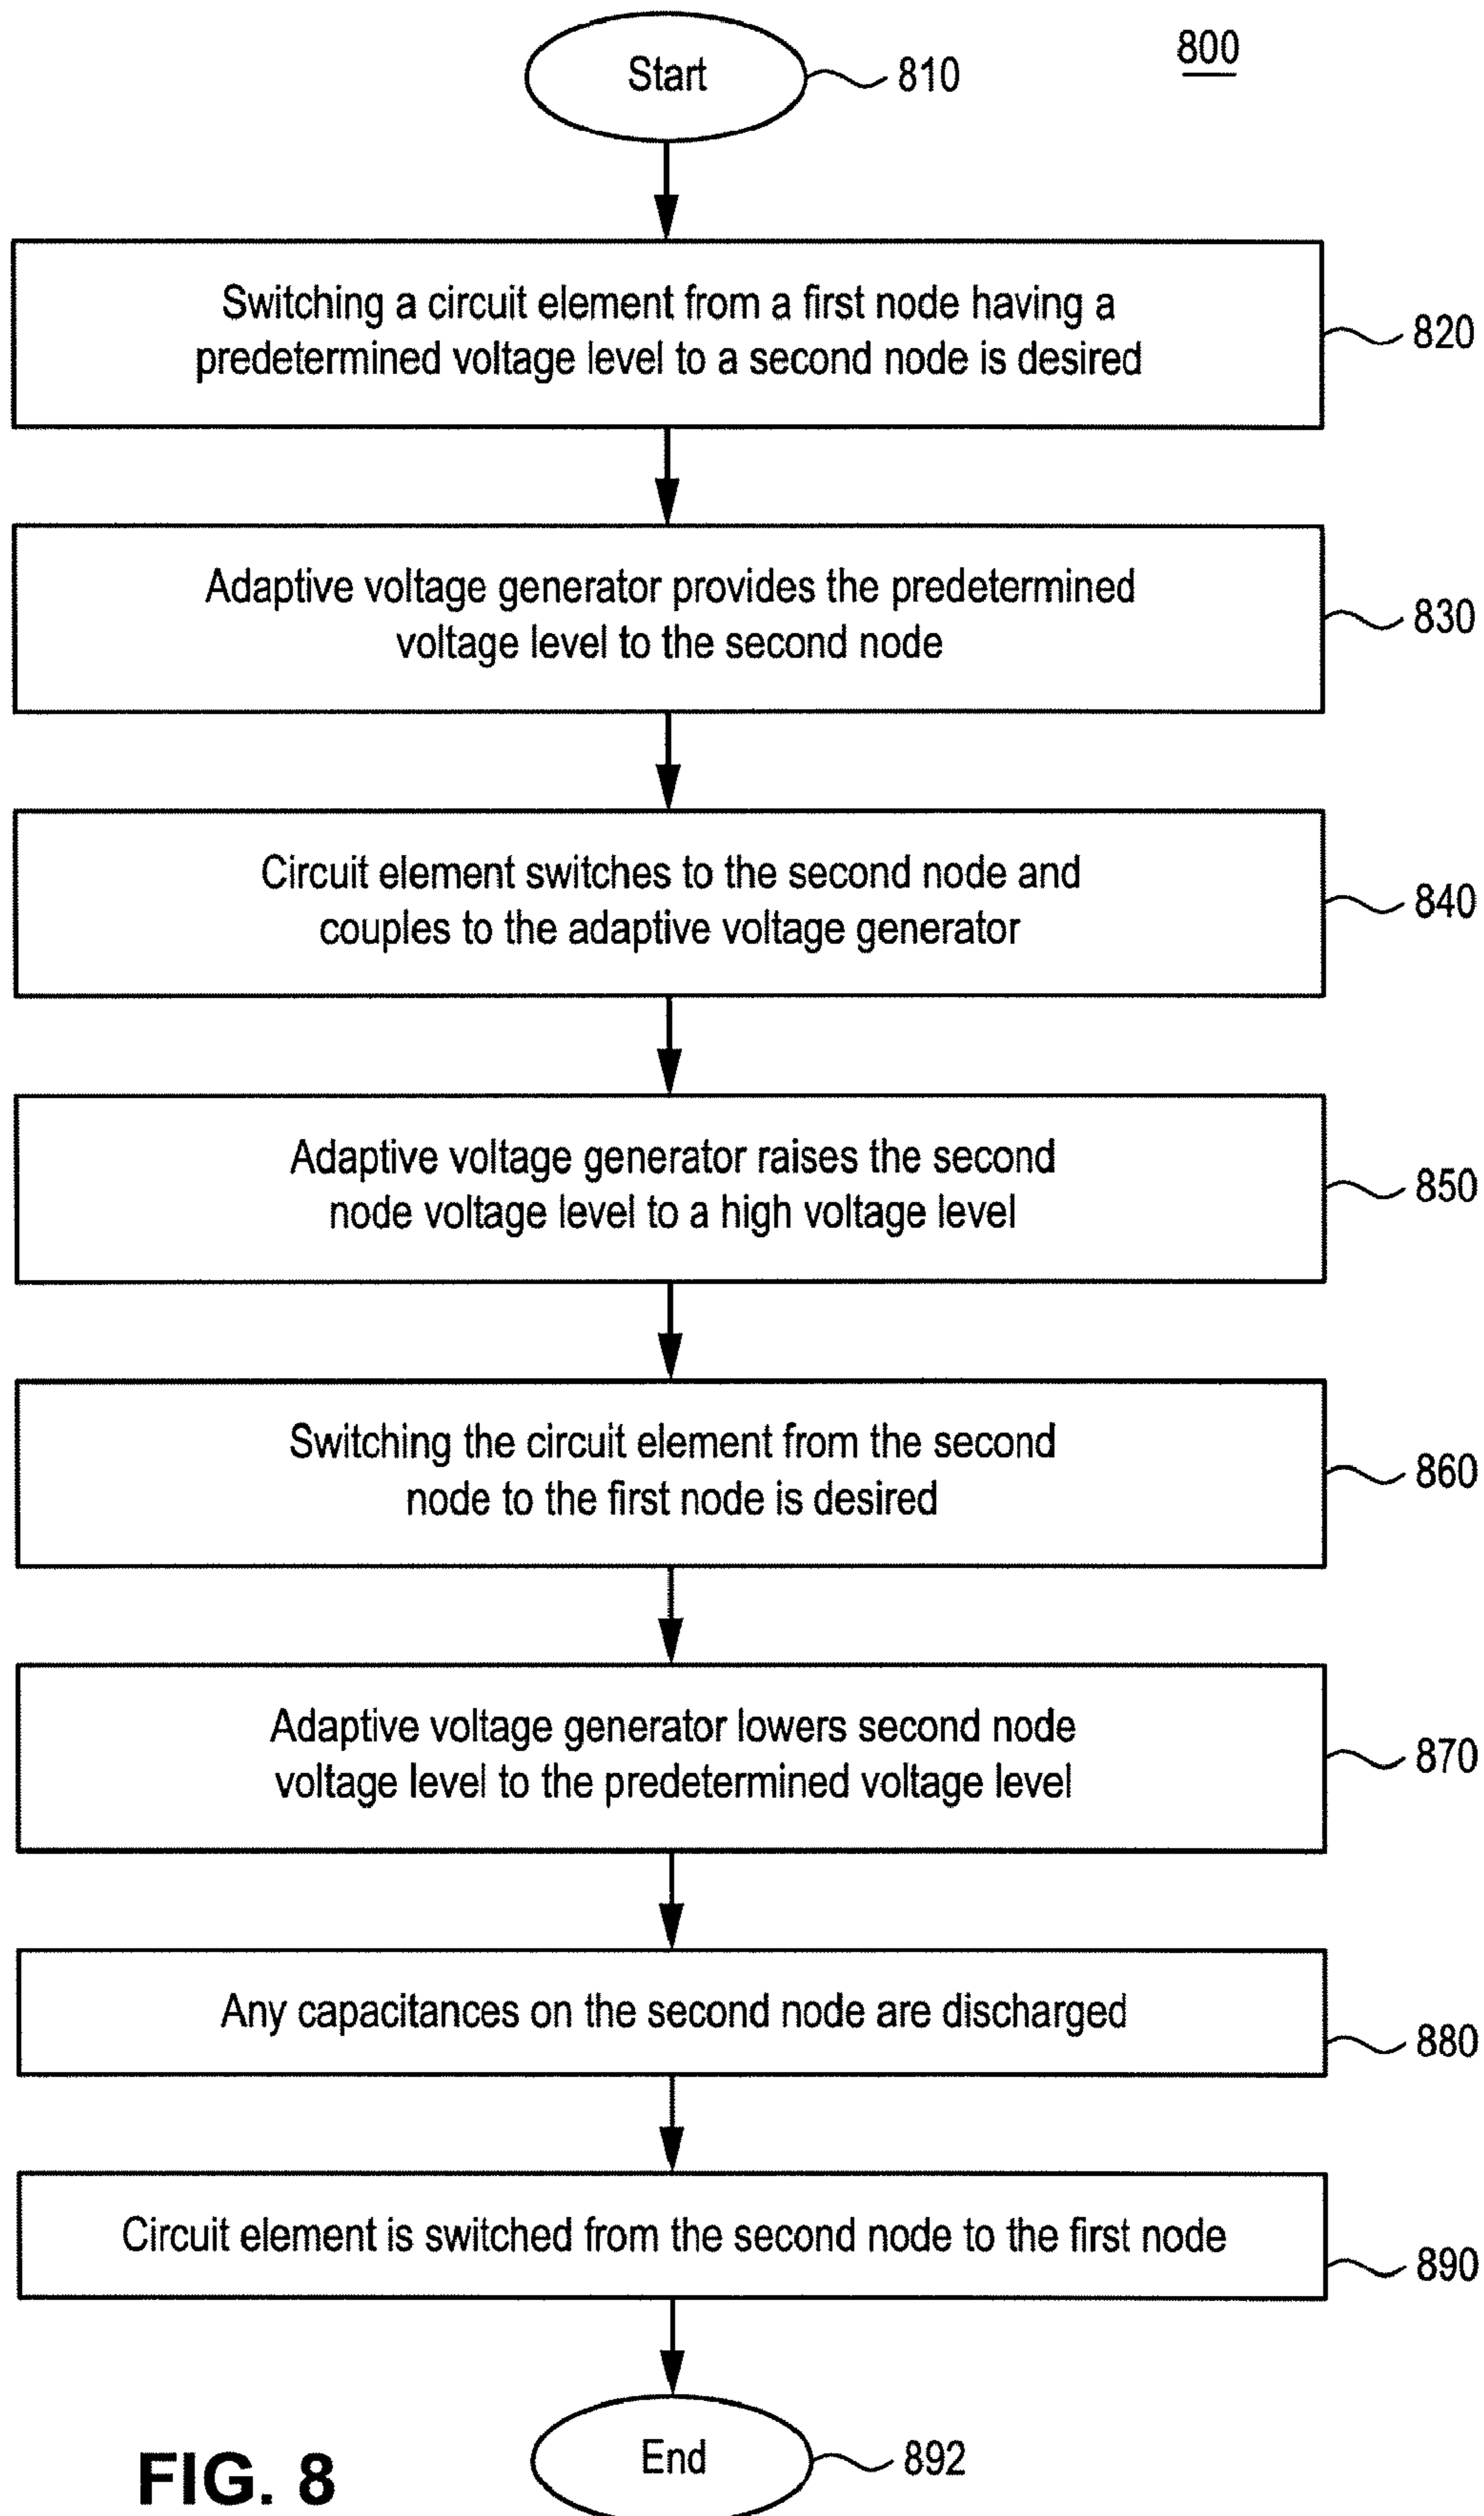 800
Start
810
Switching a circuit element from a first node having a
predetermined voltage level to a second node is desired
820
Adaptive voltage generator provides the predetermined
voltage level to the second node
830
Circuit element switches to the second node and
couples to the adaptive voltage generator
840
Adaptive voltage generator raises the second
node voltage level to a high voltage level
850
Switching the circuit element from the second
node to the first node is desired
860
Adaptive voltage generator lowers second node
voltage level to the predetermined voltage level
870
Any capacitances on the second node are discharged
880
Circuit element is switched from the second node to the first node
890
End
892
FIG. 8